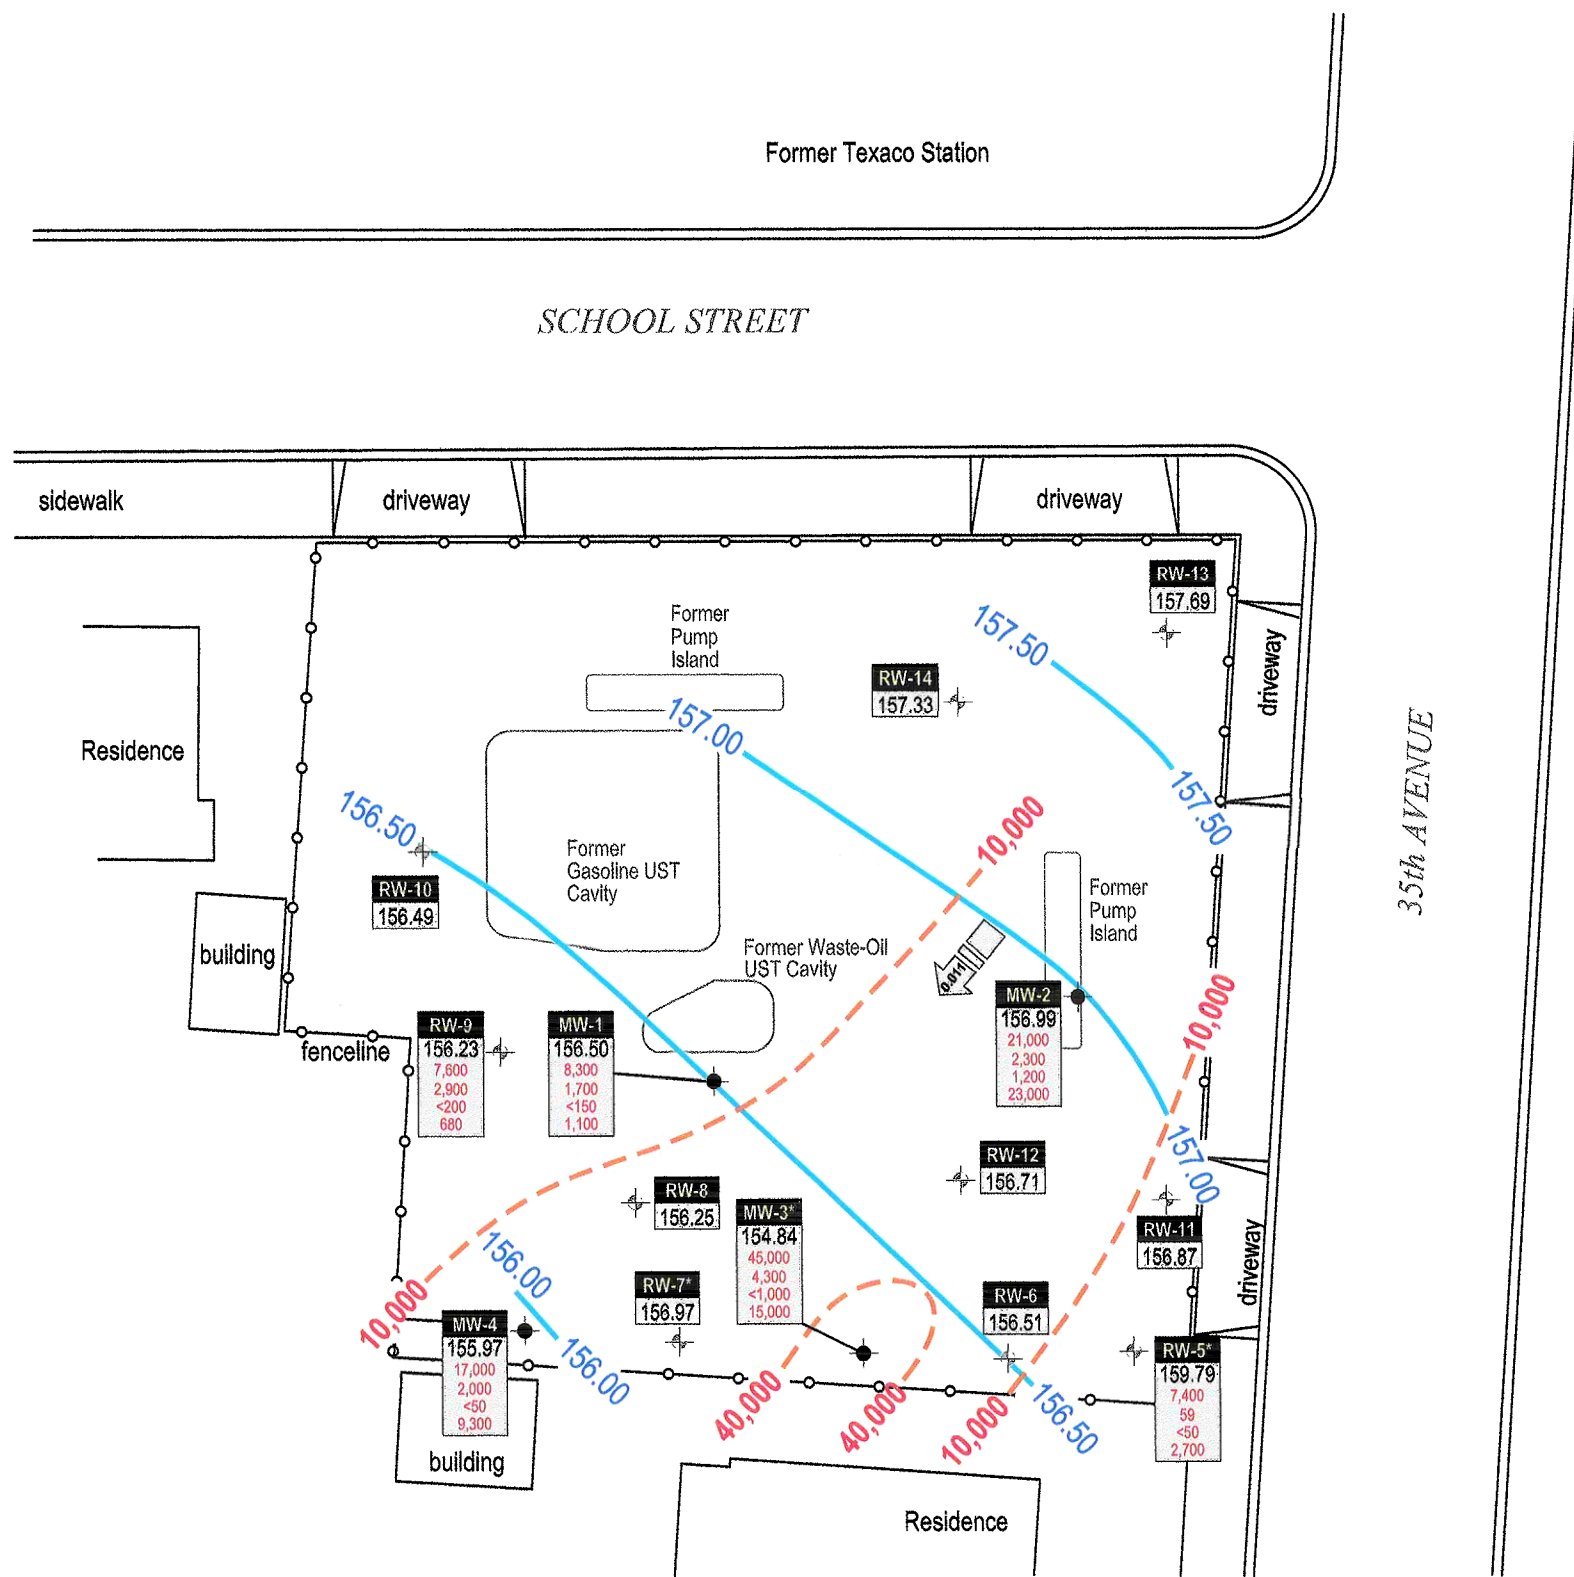 Former Texaco Station
SCHOOL STREET
sidewalk
driveway
driveway
RW-13
157.69
Former
Pump
Island
157.50
driveway
RW-14
157.33
157.00
Residence
35th AVENUE
157.50
156.50
10,000
Former
Gasoline UST
Cavity
RW-10
156.49
Former
Pump
Island
building
Former Waste-Oil
UST Cavity
0.011
10,000
MW-2
156.99
21,000
2,300
1,200
23,000
RW-9
156.23
7,600
2,900
<200
680
MW-1
156.50
8,300
1,700
<150
1,100
fenceline
RW-12
156.71
157.00
RW-8
156.25
MW-3*
154.84
45,000
4,300
<1,000
15,000
RW-11
156.87
driveway
156.00
RW-7*
156.97
RW-6
156.51
10,000
MW-4
155.97
17,000
2,000
<50
9,300
156.00
RW-5*
159.79
7,400
59
<50
2,700
40,000
40,000
10,000
156.50
building
Residence